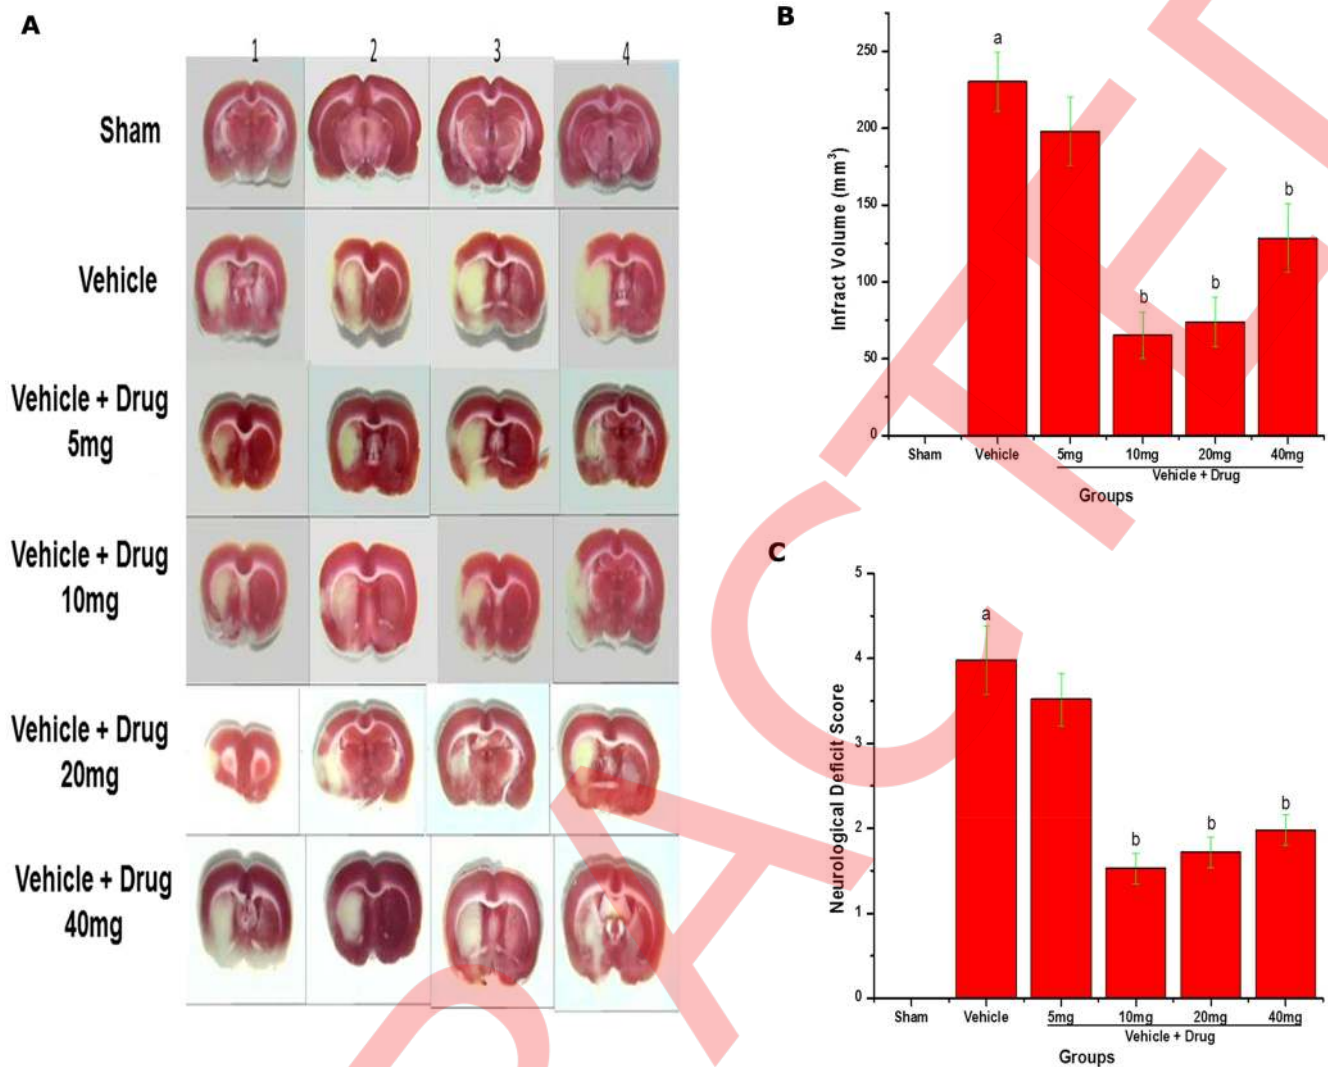 A
1 2 3 4
Sham
Vehicle
Vehicle + Drug
5mg
Vehicle + Drug
10mg
Vehicle + Drug
20mg
Vehicle + Drug
40mg
B
Infract Volume (mm³)
250
200
150
100
50
0
a
b
b
b
Sham Vehicle 5mg 10mg 20mg 40mg
Vehicle + Drug
Groups
C
Neurological Deficit Score
5
4
3
2
1
0
a
b
b
b
Sham Vehicle 5mg 10mg 20mg 40mg
Vehicle + Drug
Groups